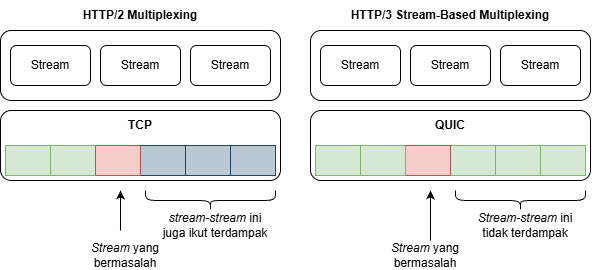 HTTP/2 Multiplexing
Stream
Stream
Stream
TCP
stream-stream ini
juga ikut terdampak
Stream yang
bermasalah
HTTP/3 Stream-Based Multiplexing
Stream
Stream
Stream
QUIC
Stream-stream ini
tidak terdampak
Stream yang
bermasalah